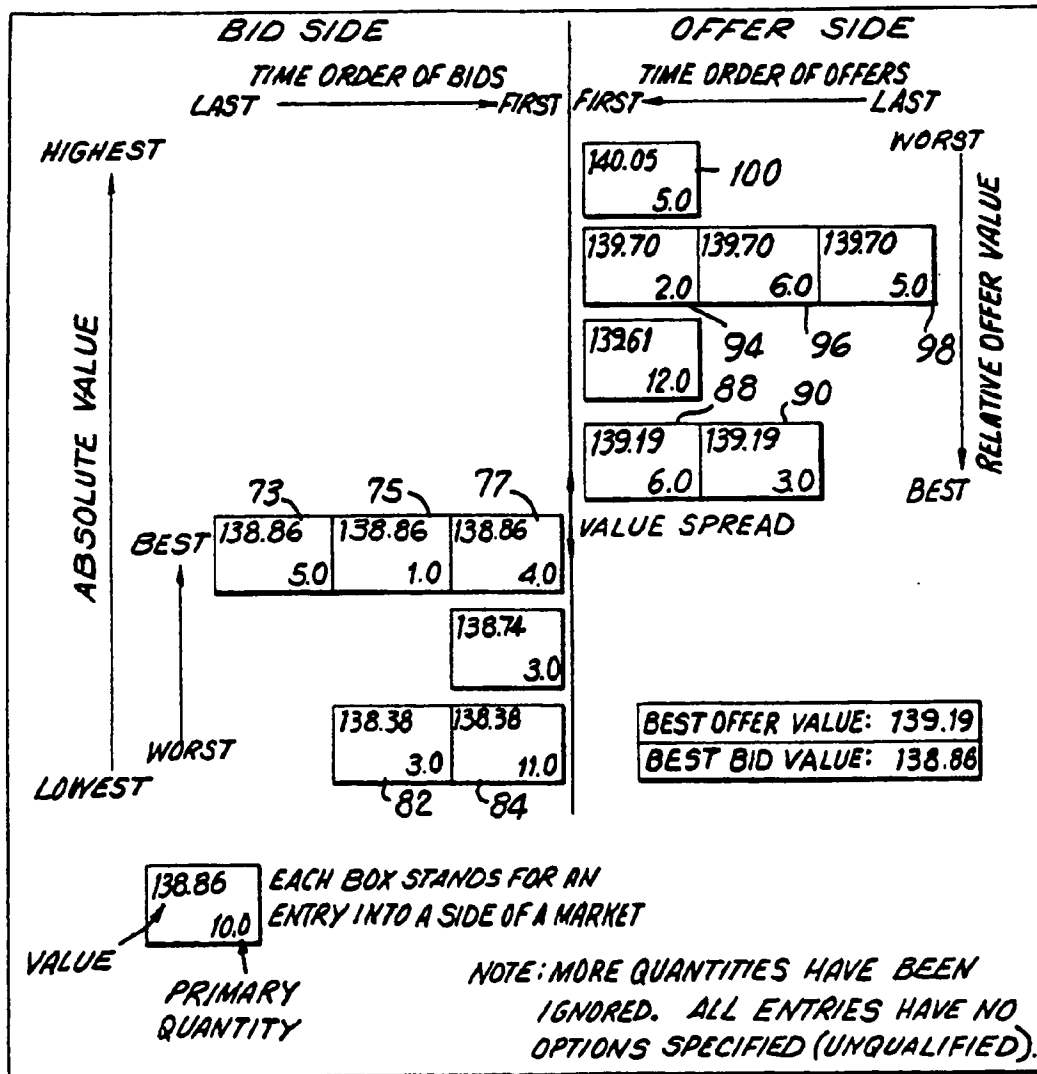 BID SIDE
OFFER SIDE
TIME ORDER OF BIDS
LAST FIRST
TIME ORDER OF OFFERS
FIRST LAST
HIGHEST
ABSOLUTE VALUE
LOWEST
WORST
RELATIVE OFFER VALUE
BEST
140.05
5.0
100
139.70 139.70 139.70
2.0 6.0 5.0
94 96 98
139.61
12.0
88 90
139.19 139.19
6.0 3.0
VALUE SPREAD
73 75 77
BEST
138.86 138.86 138.86
5.0 1.0 4.0
138.74
3.0
WORST
138.38 138.38
3.0 11.0
82 84
BEST OFFER VALUE: 139.19
BEST BID VALUE: 138.86
138.86
10.0
VALUE
PRIMARY
QUANTITY
EACH BOX STANDS FOR AN
ENTRY INTO A SIDE OF A MARKET
NOTE: MORE QUANTITIES HAVE BEEN
IGNORED. ALL ENTRIES HAVE NO
OPTIONS SPECIFIED (UNQUALIFIED).